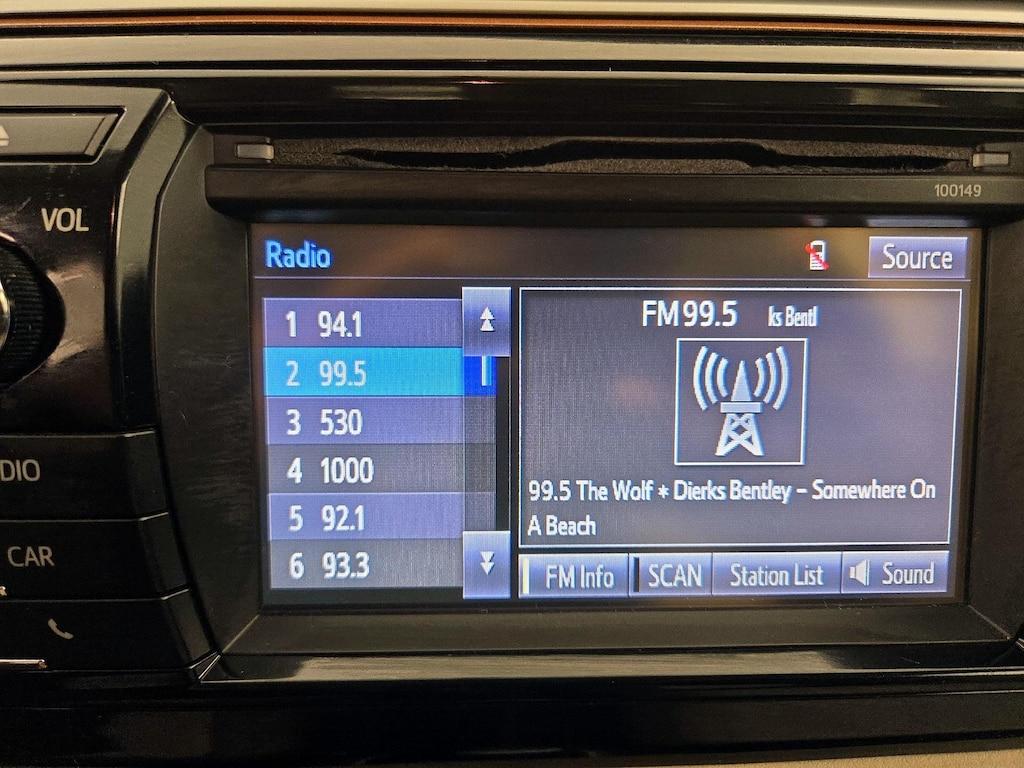 VOL
100149
Radio
Source
1 94.1
2 99.5
3 530
4 1000
5 92.1
6 93.3
FM 99.5 ks Bentl
99.5 The Wolf * Dierks Bentley - Somewhere On
A Beach
FM Info SCAN Station List Sound
DIO
CAR